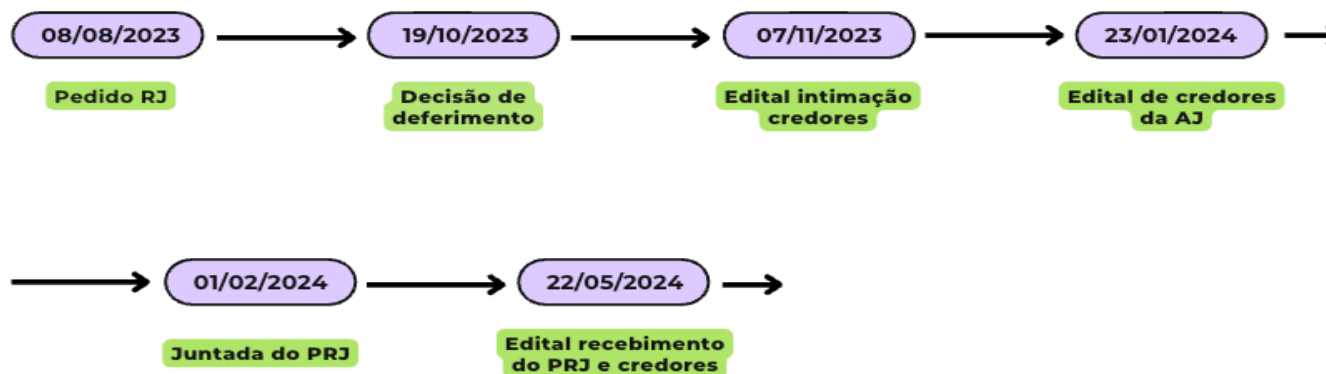 08/08/2023
19/10/2023
07/11/2023
23/01/2024
Pedido RJ
Decisão de
deferimento
Edital intimação
credores
Edital de credores
da AJ
01/02/2024
22/05/2024
Juntada do PRJ
Edital recebimento
do PRJ e credores